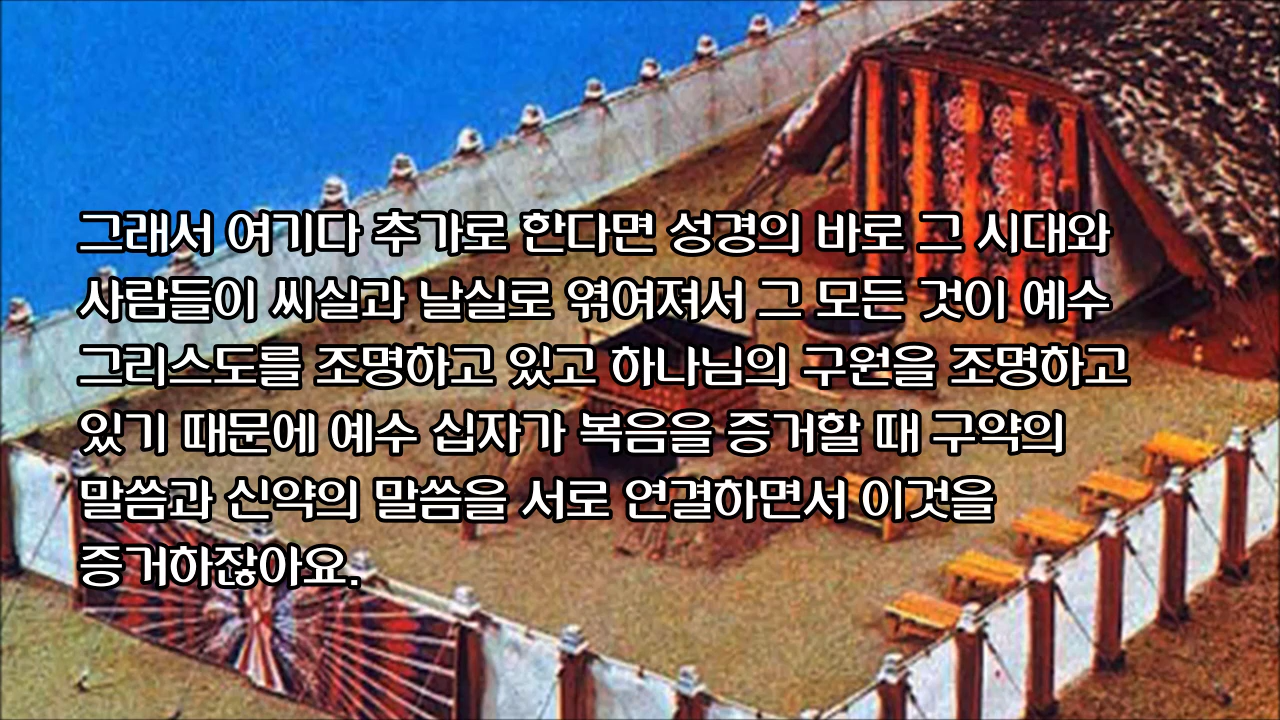 그래서 여기다 추가로 한다면 성경의 바로 그 시대와
사람들이 씨실과 날실로 엮여져서 그 모든 것이 예수
그리스도를 조명하고 있고 하나님의 구원을 조명하고
있기 때문에 예수 십자가 복음을 증거할 때 구약의
말씀과 신약의 말씀을 서로 연결하면서 이것을
증거하잖아요.